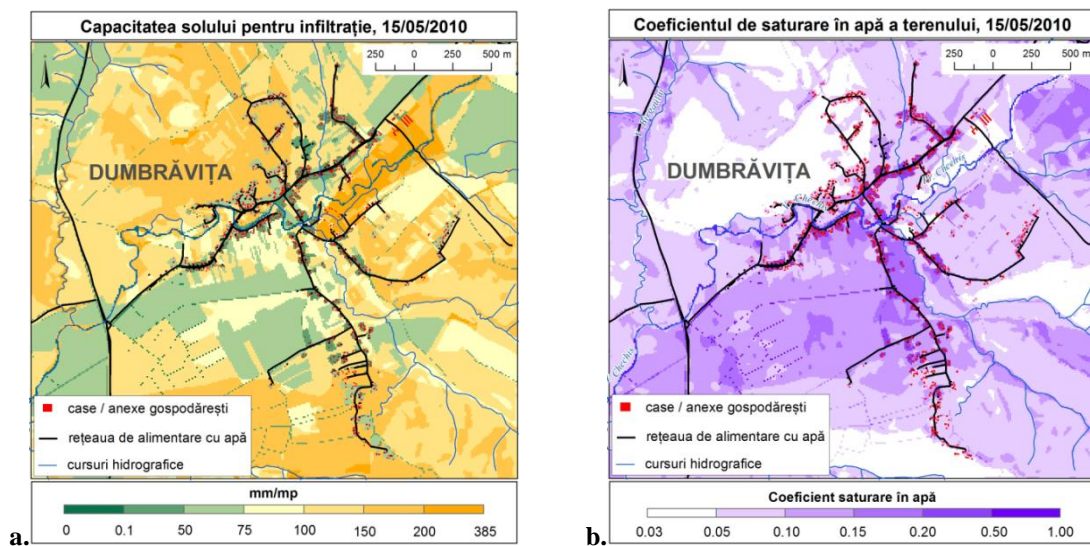 Capacitatea solului pentru infiltrație, 15/05/2010
250 0 250 500 m
DUMBRĂVIȚA
case / anexe gospodărești
rețeaua de alimentare cu apă
cursuri hidrografice
mm/mp
0 0.1 50 75 100 150 200 385
a.
Coeficientul de saturare în apă a terenului, 15/05/2010
250 0 250 500 m
DUMBRĂVIȚA
Chechiș
Chechiș
Chechiș
case / anexe gospodărești
rețeaua de alimentare cu apă
cursuri hidrografice
Coeficient saturare în apă
0.03 0.05 0.10 0.15 0.20 0.50 1.00
b.